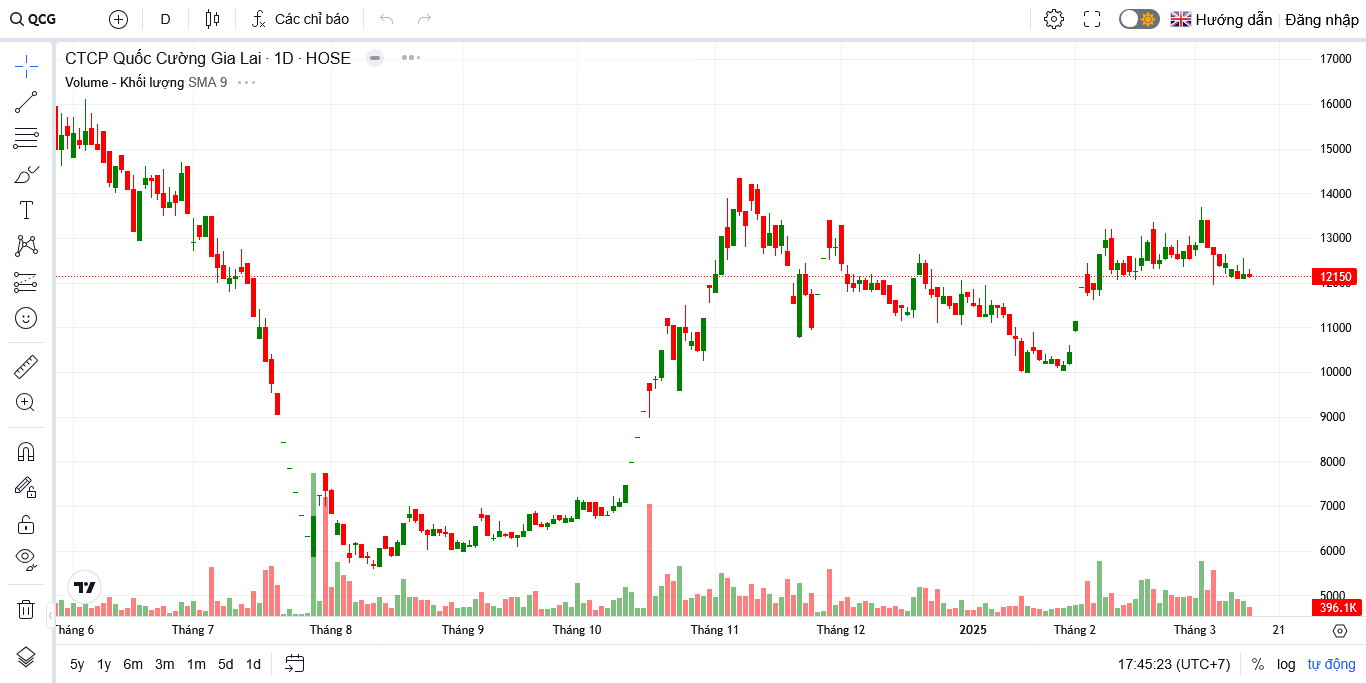 QCG D Các chỉ báo Hướng dẫn Đăng nhập
CTCP Quốc Cường Gia Lai · 1D · HOSE
Volume - Khối lượng SMA 9
17000
16000
15000
14000
13000
12150
12000
11000
10000
9000
8000
7000
6000
5000
396.1K
Tháng 6 Tháng 7 Tháng 8 Tháng 9 Tháng 10 Tháng 11 Tháng 12 2025 Tháng 2 Tháng 3 21
5y 1y 6m 3m 1m 5d 1d 17:45:23 (UTC+7) % log tự động